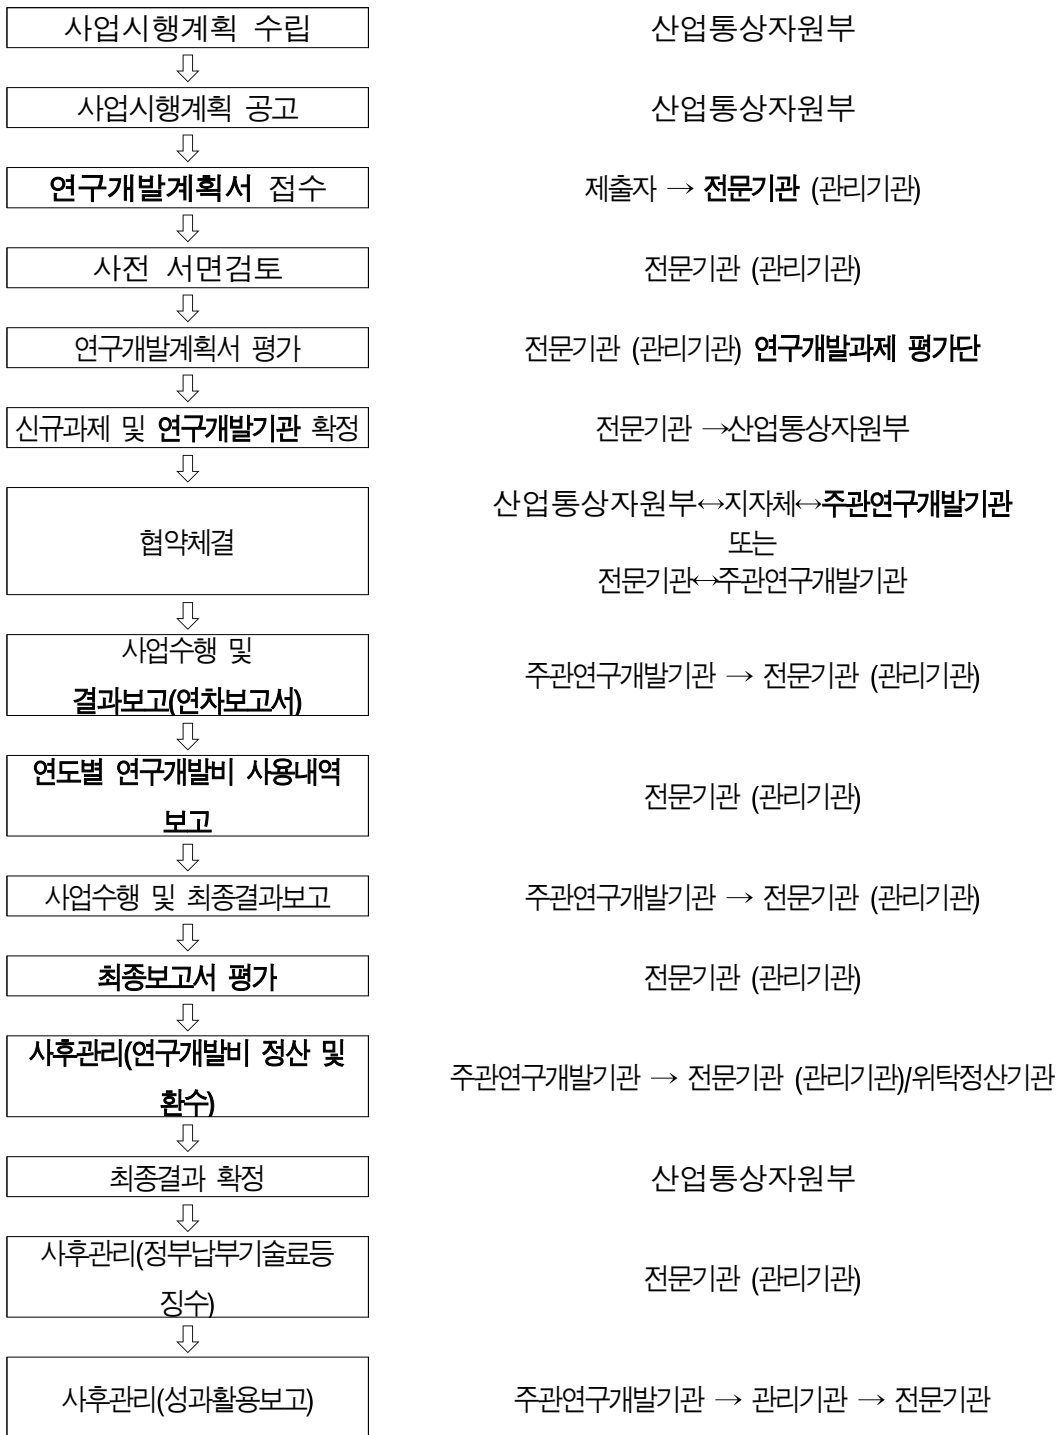 사업시행계획 수립 산업통상자원부
⇩
사업시행계획 공고 산업통상자원부
⇩
연구개발계획서 접수 제출자 → 전문기관 (관리기관)
⇩
사전 서면검토 전문기관 (관리기관)
⇩
연구개발계획서 평가 전문기관 (관리기관) 연구개발과제 평가단
⇩
신규과제 및 연구개발기관 확정 전문기관 →산업통상자원부
⇩
협약체결
산업통상자원부↔지자체↔주관연구개발기관
또는
전문기관↔주관연구개발기관
⇩
사업수행 및
결과보고(연차보고서)
주관연구개발기관 → 전문기관 (관리기관)
⇩
연도별 연구개발비 사용내역
보고
전문기관 (관리기관)
⇩
사업수행 및 최종결과보고 주관연구개발기관 → 전문기관 (관리기관)
⇩
최종보고서 평가 전문기관 (관리기관)
⇩
사후관리(연구개발비 정산 및
환수)
주관연구개발기관 → 전문기관 (관리기관)/위탁정산기관
⇩
최종결과 확정 산업통상자원부
⇩
사후관리(정부납부기술료등
징수)
전문기관 (관리기관)
⇩
사후관리(성과활용보고) 주관연구개발기관 → 관리기관 → 전문기관